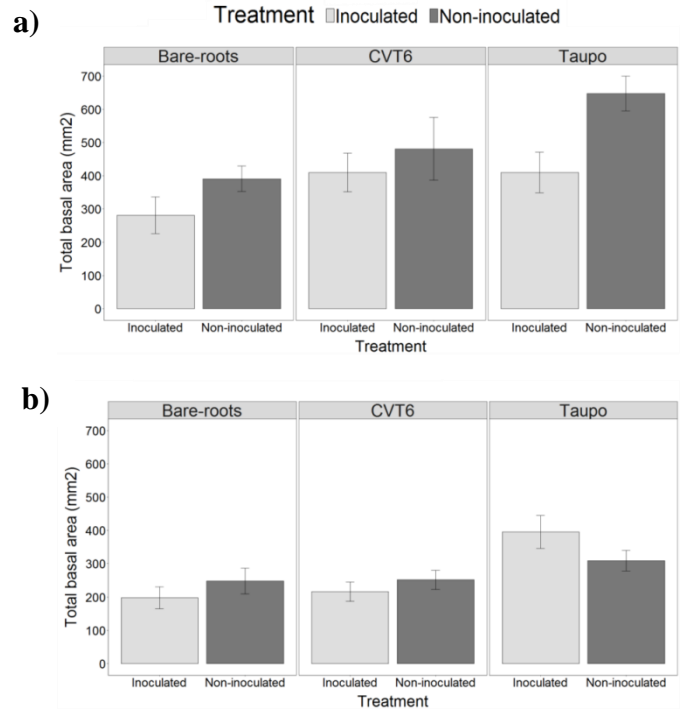 a)
Treatment Inoculated Non-inoculated
Bare-roots CVT6 Taupo
Total basal area (mm2)
700
600
500
400
300
200
100
0
Inoculated Non-inoculated Inoculated Non-inoculated Inoculated Non-inoculated
Treatment
b)
Bare-roots CVT6 Taupo
Total basal area (mm2)
700
600
500
400
300
200
100
0
Inoculated Non-inoculated Inoculated Non-inoculated Inoculated Non-inoculated
Treatment